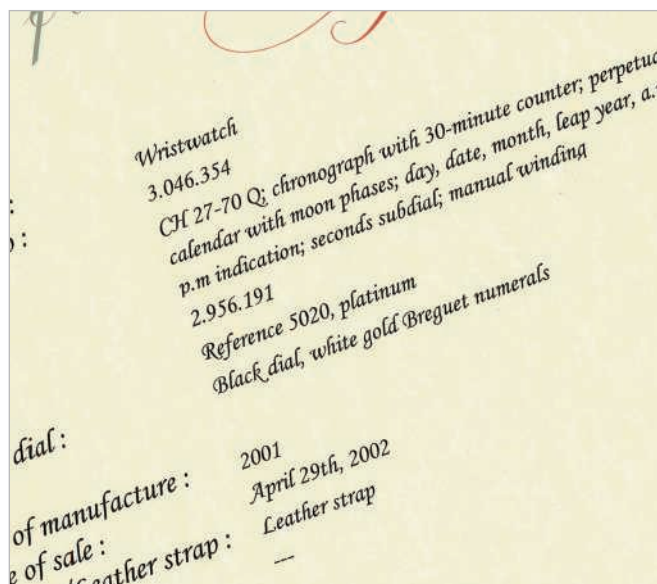 Wristwatch
3.046.354
CH 27-70 Q; chronograph with 30-minute counter; perpetua
calendar with moon phases; day, date, month, leap year, a.
p.m indication; seconds subdial; manual winding
2.956.191
Reference 5020, platinum
Black dial, white gold Breguet numerals
dial :
2001
of manufacture : April 29th, 2002
e of sale : Leather strap
Leather strap : ---